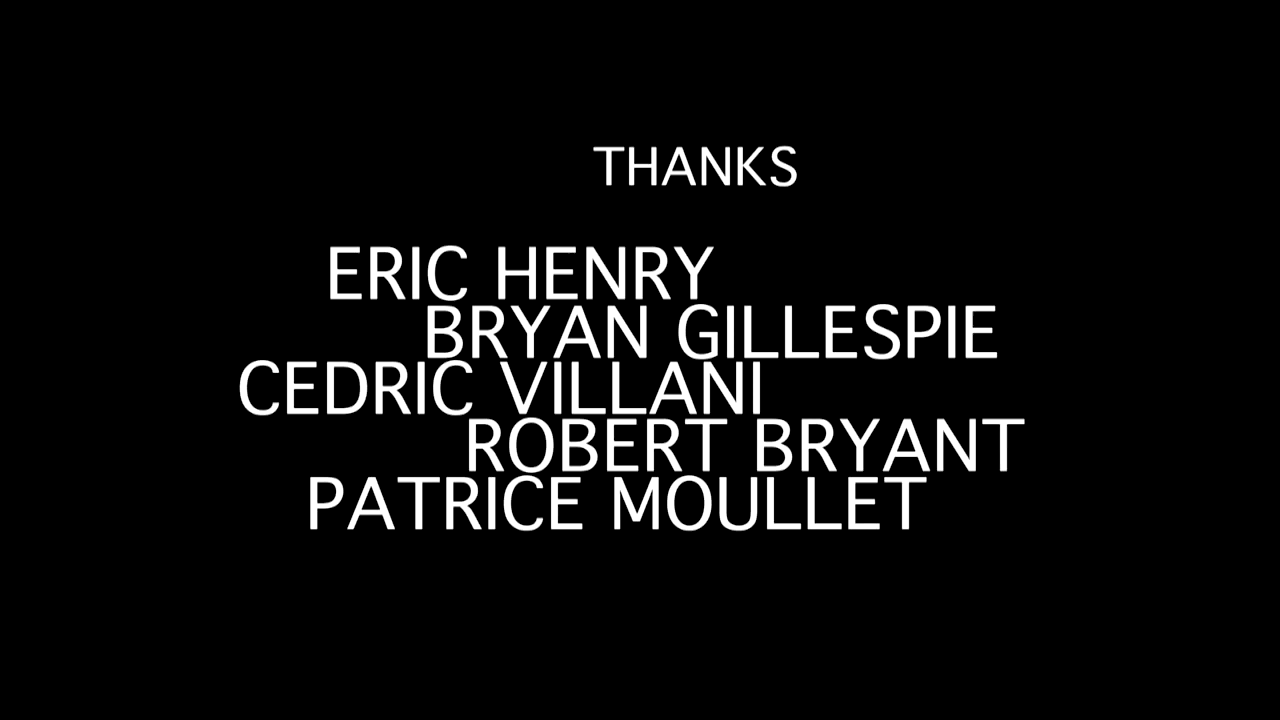 THANKS
ERIC HENRY
BRYAN GILLESPIE
CEDRIC VILLANI
ROBERT BRYANT
PATRICE MOULLET